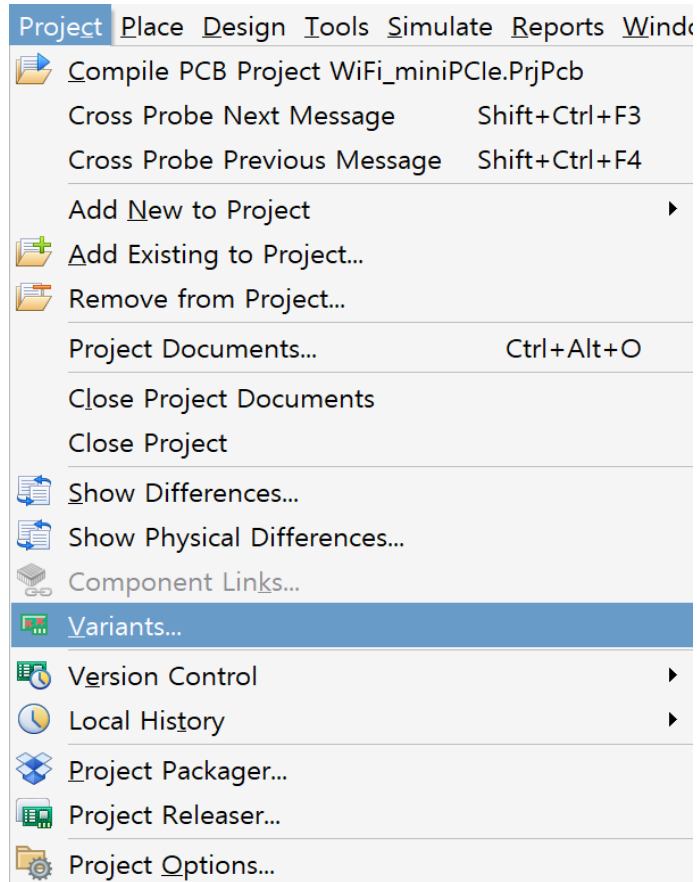 Project Place Design Tools Simulate Reports
Compile PCB Project WiFi_miniPCIe.PrjPcb
Cross Probe Next Message Shift+Ctrl+F3
Cross Probe Previous Message Shift+Ctrl+F4
Add New to Project
Add Existing to Project...
Remove from Project...
Project Documents... Ctrl+Alt+O
Close Project Documents
Close Project
Show Differences...
Show Physical Differences...
Component Links...
Variants...
Version Control
Local History
Project Packager...
Project Releaser...
Project Options...